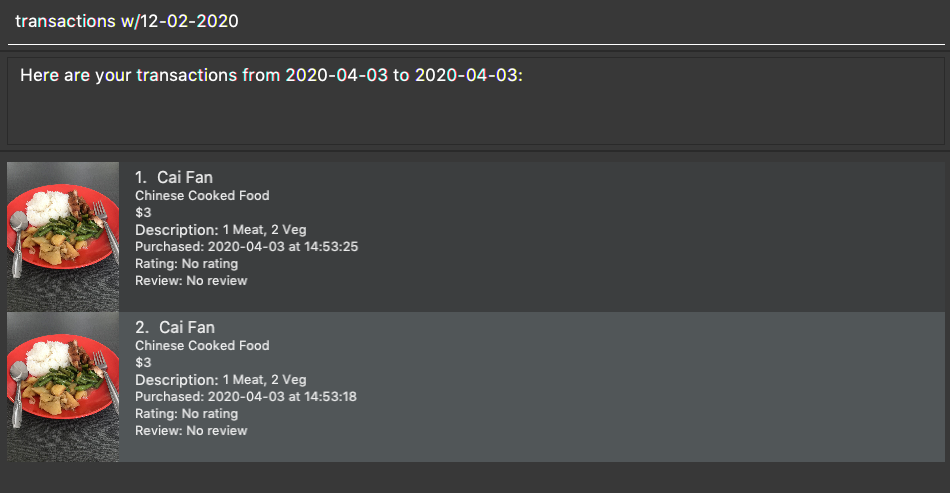 transactions w/12-02-2020
Here are your transactions from 2020-04-03 to 2020-04-03:
1. Cai Fan
Chinese Cooked Food
$3
Description: 1 Meat, 2 Veg
Purchased: 2020-04-03 at 14:53:25
Rating: No rating
Review: No review
2. Cai Fan
Chinese Cooked Food
$3
Description: 1 Meat, 2 Veg
Purchased: 2020-04-03 at 14:53:18
Rating: No rating
Review: No review